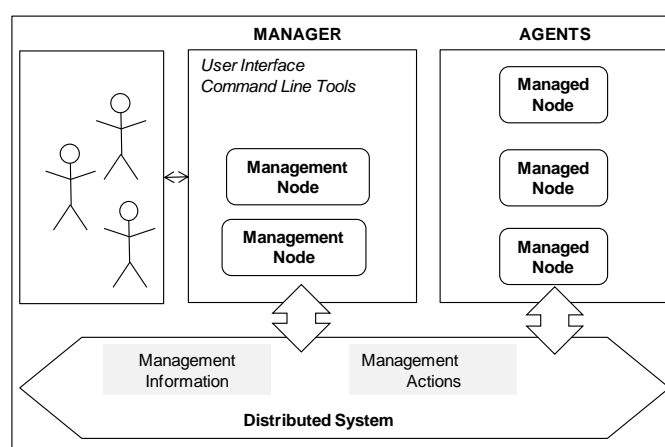 MANAGER
User Interface
Command Line Tools
Management
Node
Management
Node
AGENTS
Managed
Node
Managed
Node
Managed
Node
Management
Information
Management
Actions
Distributed System